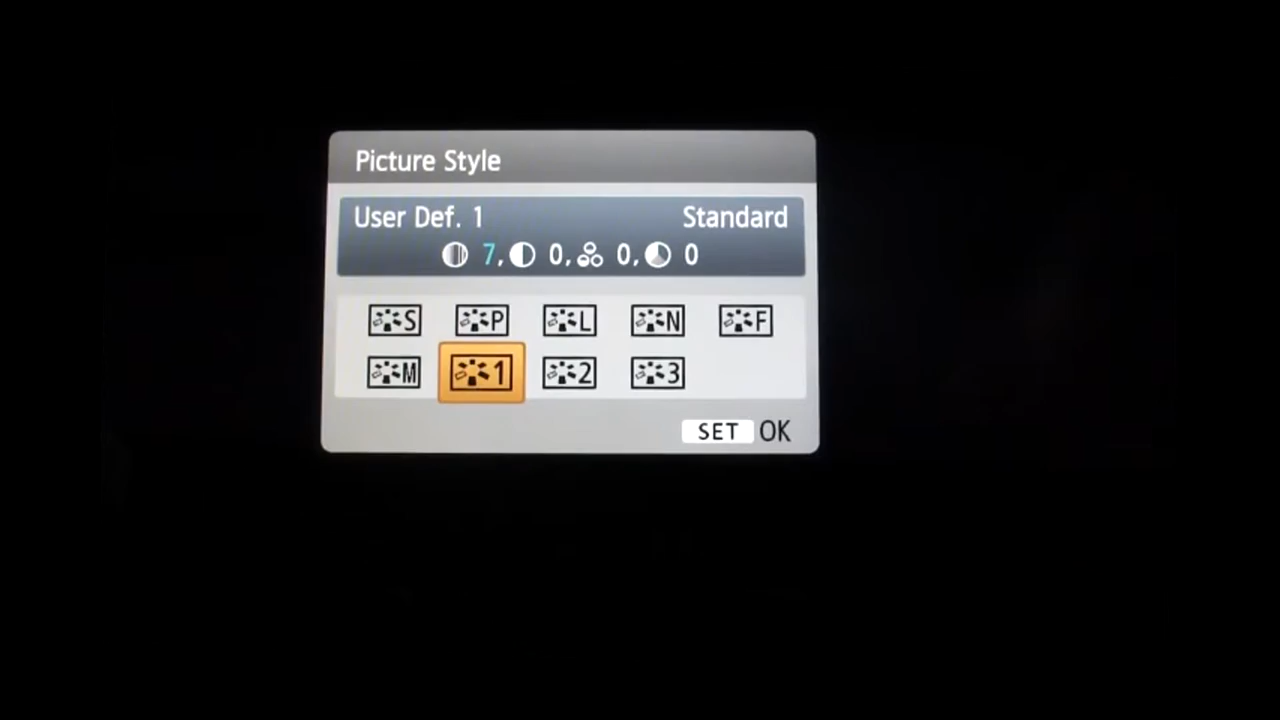 Picture Style
User Def. 1 Standard
7, 0, 0, 0
S P L N F
M 1 2 3
SET OK